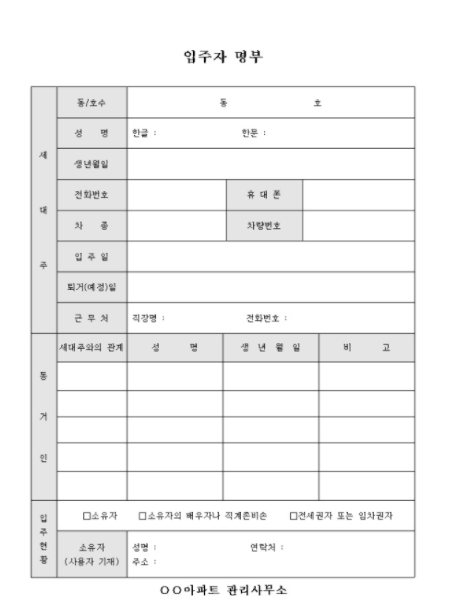 입주자 명부
세대주
동/호수 동 호
성 명 한글 : 한문 :
생년월일
전화번호 휴 대 폰
차 종 차량번호
입 주 일
퇴거(예정)일
근 무 처 직장명 : 전화번호 :
동거인
세대주와의 관계 성 명 생 년 월 일 비 고
입주현황
□소유자 □소유자의 배우자나 직계존비손 □전세권자 또는 임차권자
소유자 성명 : 연락처 :
(사용자 기재) 주소 :
○○아파트 관리사무소